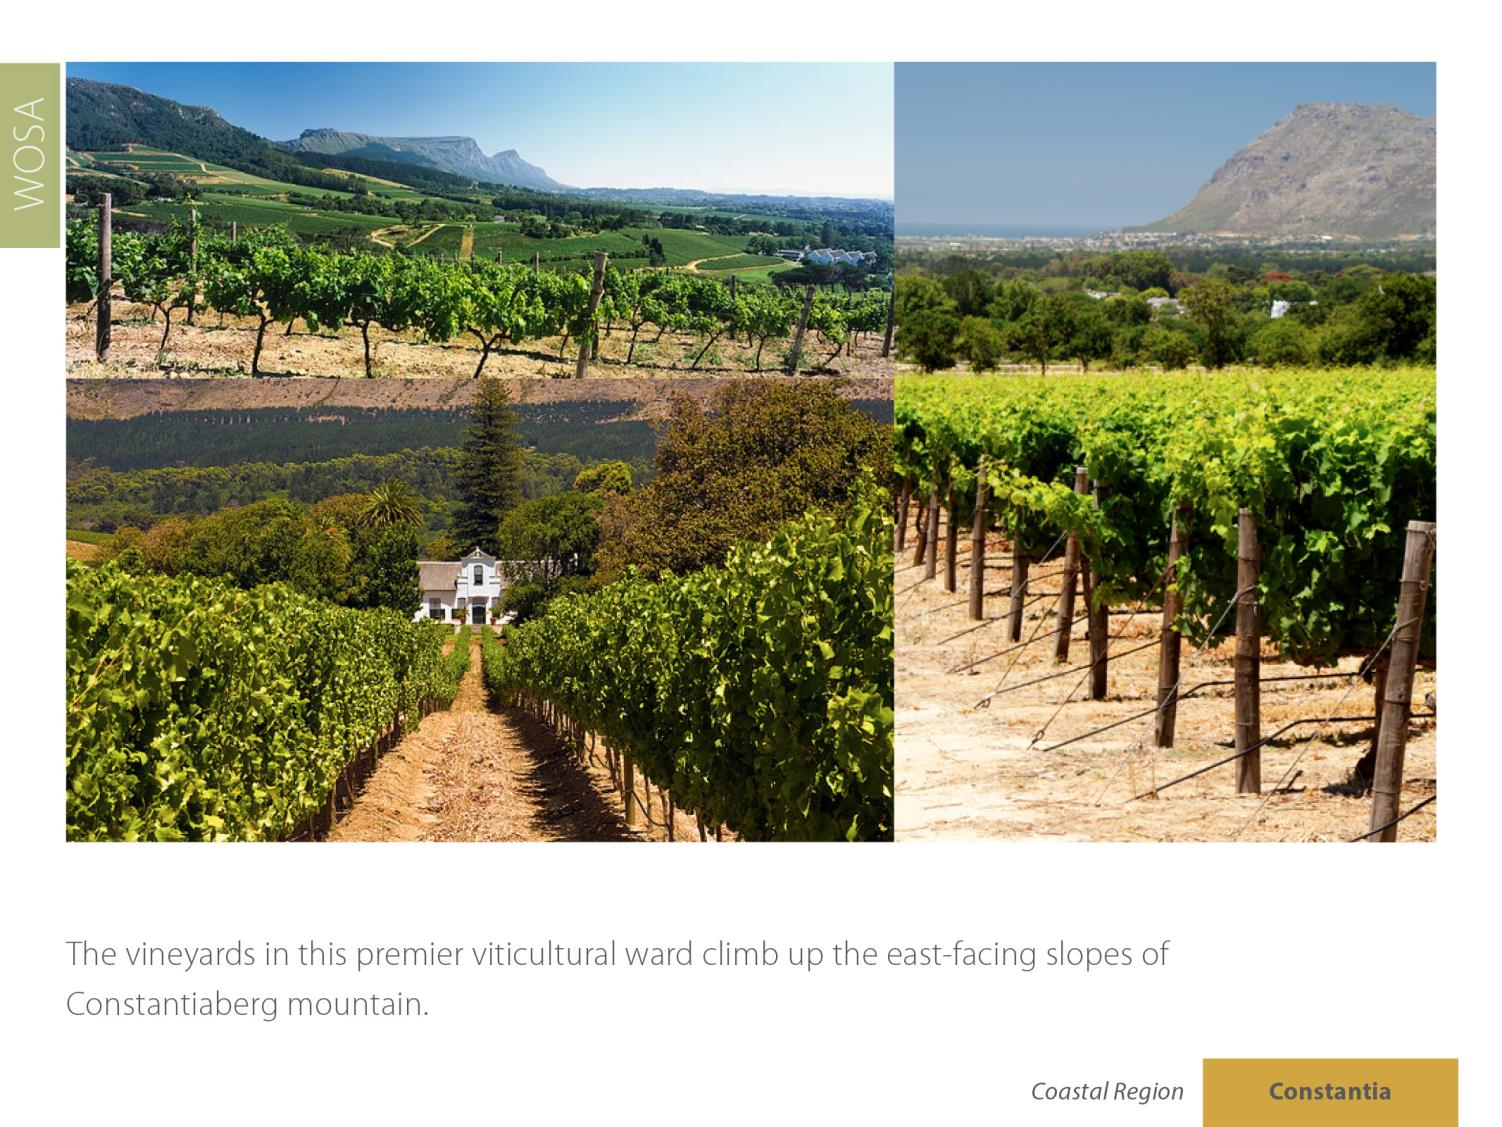 WOSA
The vineyards in this premier viticultural ward climb up the east-facing slopes of
Constantiaberg mountain.
Coastal Region
Constantia